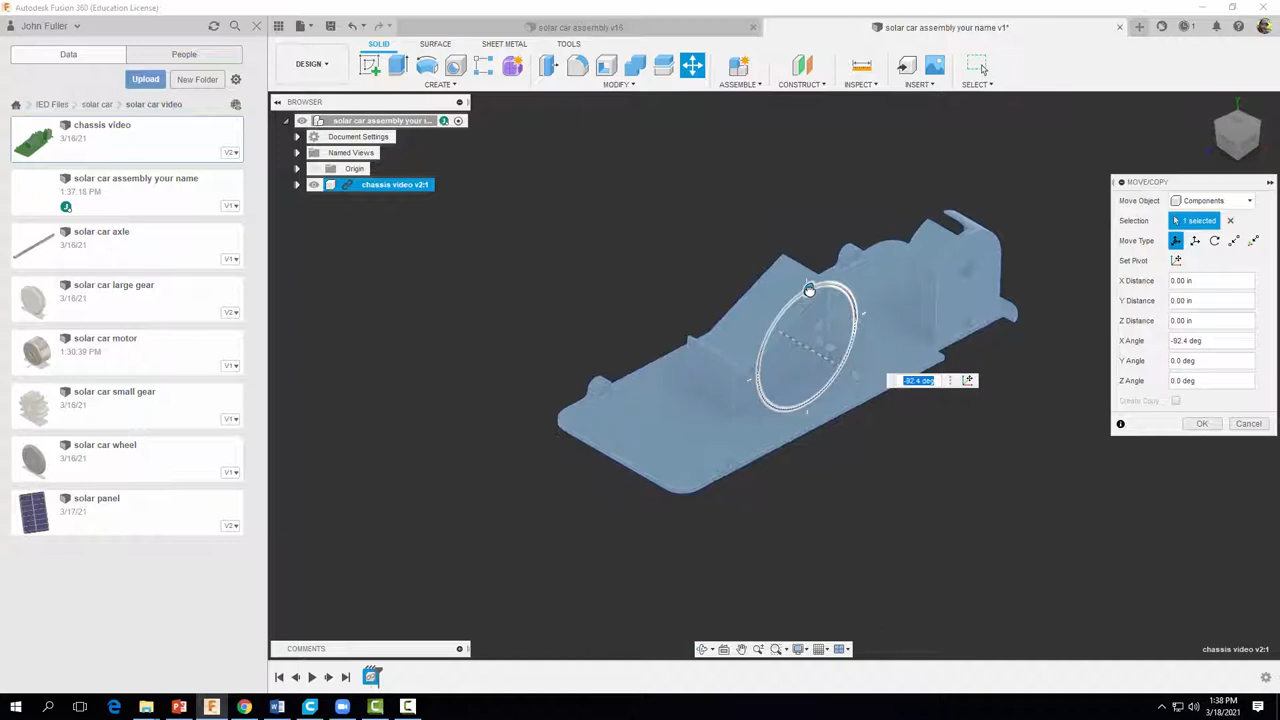 Autodesk Fusion 360 (Education License)
John Fuller
solar car assembly v16
solar car assembly your name v1*
Data
People
Upload
New Folder
DESIGN
SOLID
SURFACE
SHEET METAL
TOOLS
CREATE
MODIFY
ASSEMBLE
CONSTRUCT
INSPECT
INSERT
SELECT
IED Files
solar car
solar car video
chassis video
3/16/21
V2
solar car assembly your name
1:37:18 PM
V1
solar car axle
3/16/21
V1
solar car large gear
3/16/21
V1
solar car motor
1:30:39 PM
V1
solar car small gear
3/16/21
V1
solar car wheel
3/16/21
V1
solar panel
3/17/21
V2
BROWSER
solar car assembly your s...
Document Settings
Named Views
Origin
chassis video v2:1
MOVE/COPY
Move Object
Components
Selection
1 selected
Move Type
Set Pivot
X Distance
0.00 in
Y Distance
0.00 in
Z Distance
0.00 in
X Angle
-92.4 deg
Y Angle
0.0 deg
Z Angle
0.0 deg
Create Copy
OK
Cancel
-92.4 deg
COMMENTS
chassis video v2:1
1:38 PM
3/18/2021